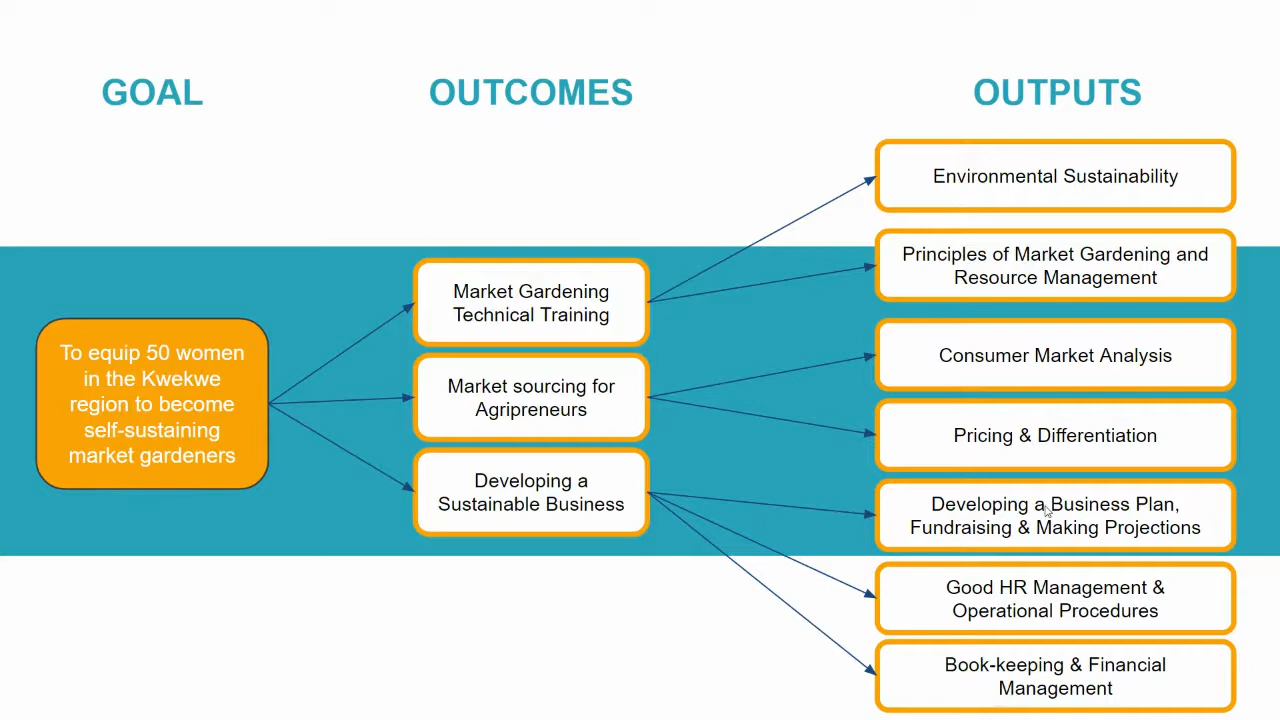 GOAL
OUTCOMES
OUTPUTS
To equip 50 women
in the Kwekwe
region to become
self-sustaining
market gardeners
Market Gardening
Technical Training
Market sourcing for
Agripreneurs
Developing a
Sustainable Business
Environmental Sustainability
Principles of Market Gardening and
Resource Management
Consumer Market Analysis
Pricing & Differentiation
Developing a Business Plan,
Fundraising & Making Projections
Good HR Management &
Operational Procedures
Book-keeping & Financial
Management